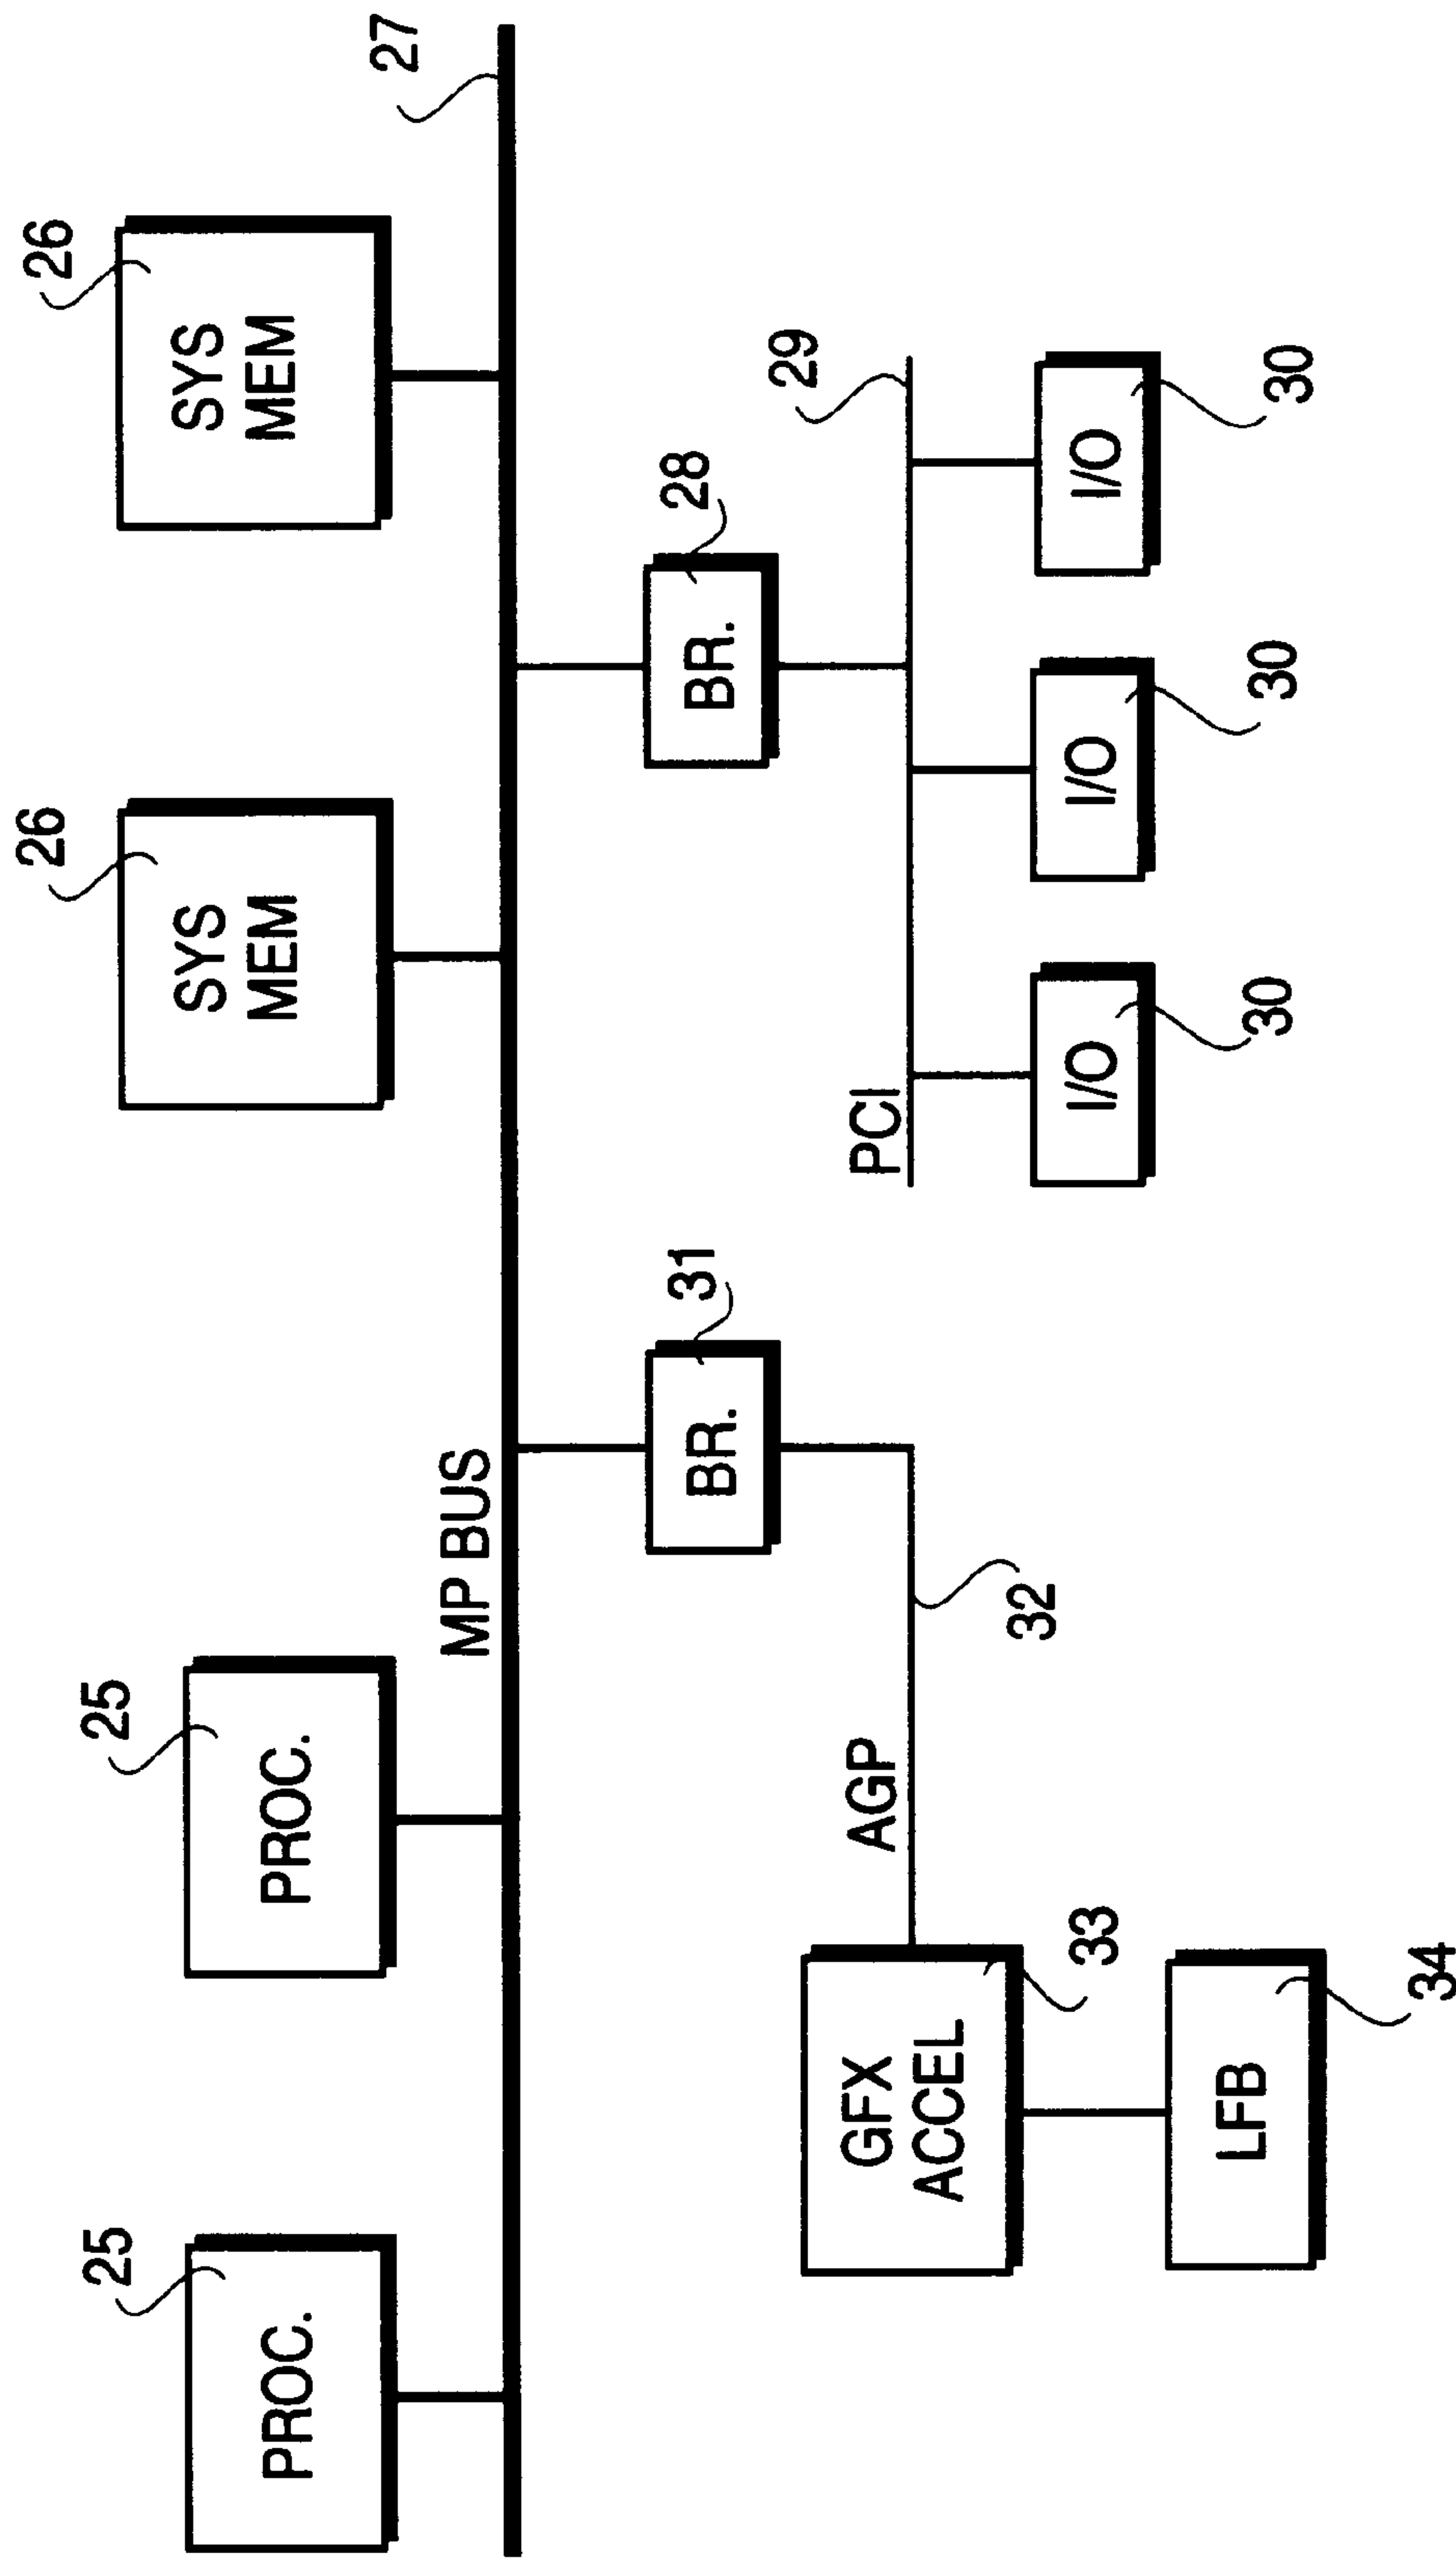 25
PROC.
25
PROC.
26
SYS
MEM
26
SYS
MEM
27
MP BUS
BR.
31
BR.
28
GFX
ACCEL
33
AGP
32
PCI
29
LFB
34
I/O
30
I/O
30
I/O
30